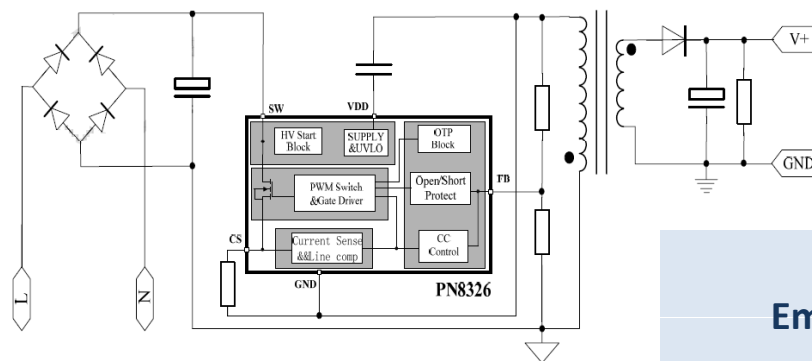 V+
SW
VDD
HV Start
Block
SUPPLY
&UVLO
OTP
Block
GND
FB
PWM Switch
&Gate Driver
Open/Short
Protect
CS
Current Sense
&&Line comp
CC
Control
GND
PN8326
L
N
Em